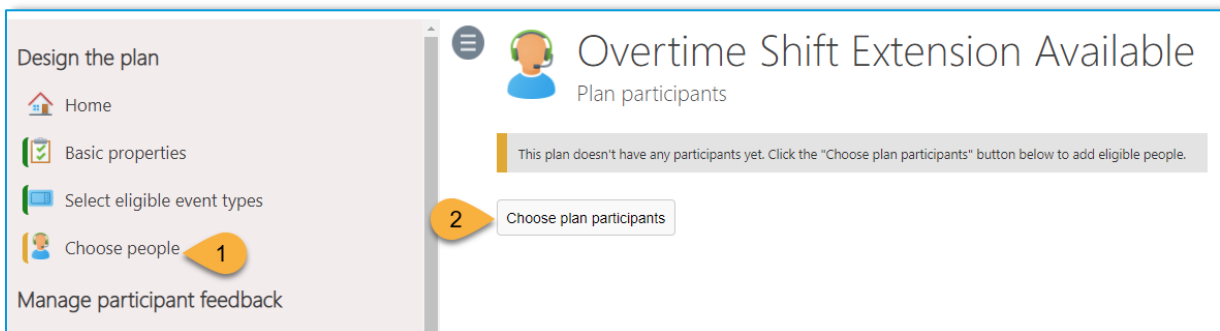 Design the plan
Home
Basic properties
Select eligible event types
Choose people
1
Manage participant feedback
Overtime Shift Extension Available
Plan participants
This plan doesn't have any participants yet. Click the "Choose plan participants" button below to add eligible people.
2
Choose plan participants